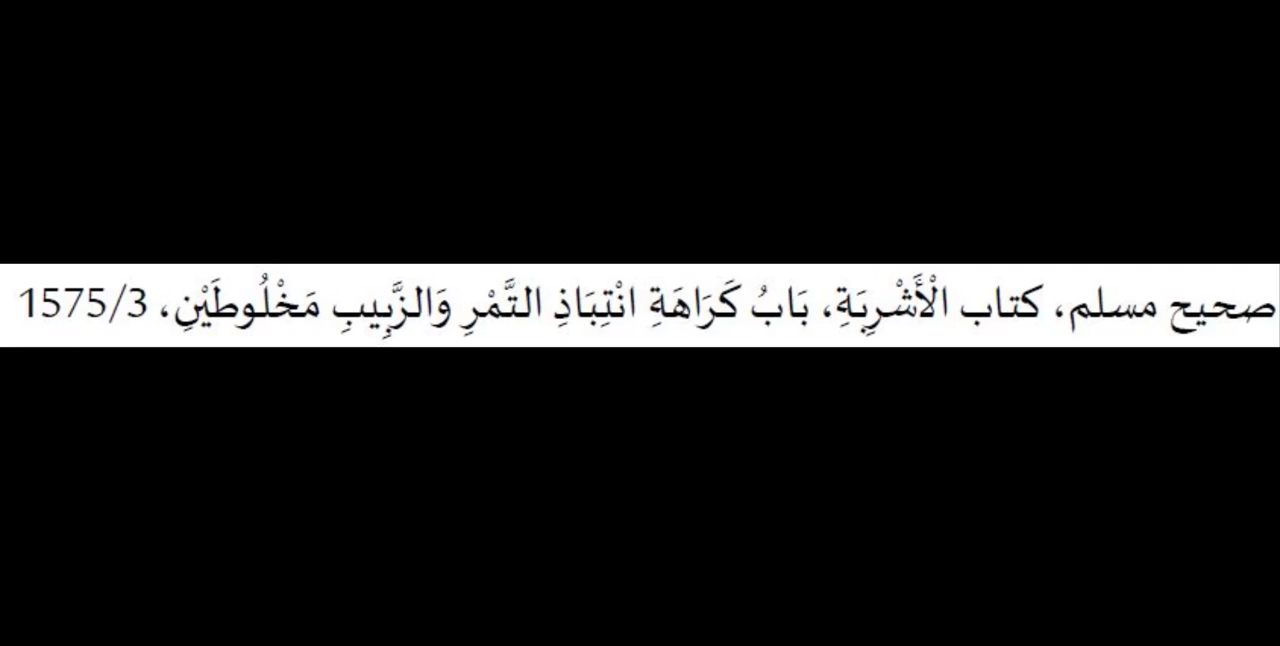 صحيح مسلم، كتاب الْأَشْرِبَةِ، بَابُ كَرَاهَةِ انْتِبَاذِ التَّمْرِ وَالزَّبِيبِ مَخْلُوطَيْنِ، 1575/3